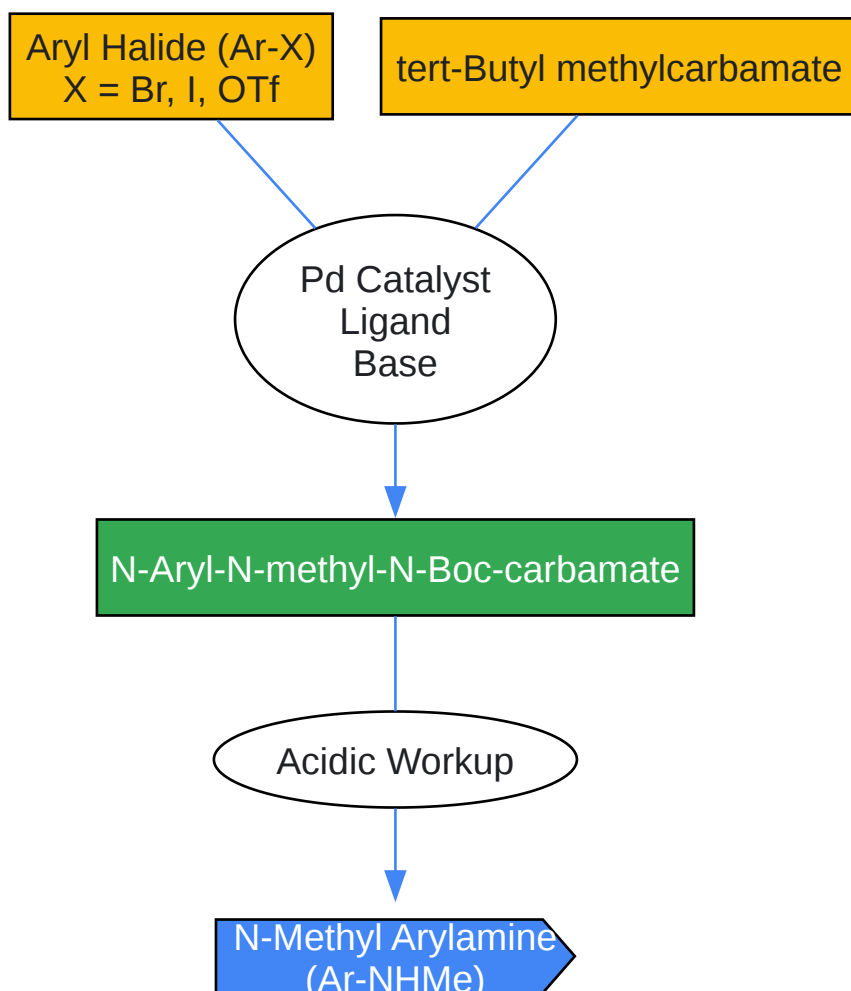 Aryl Halide (Ar-X)
X = Br, I, OTf
tert-Butyl methylcarbamate
Pd Catalyst
Ligand
Base
N-Aryl-N-methyl-N-Boc-carbamate
Acidic Workup
N-Methyl Arylamine
(Ar-NHMe)